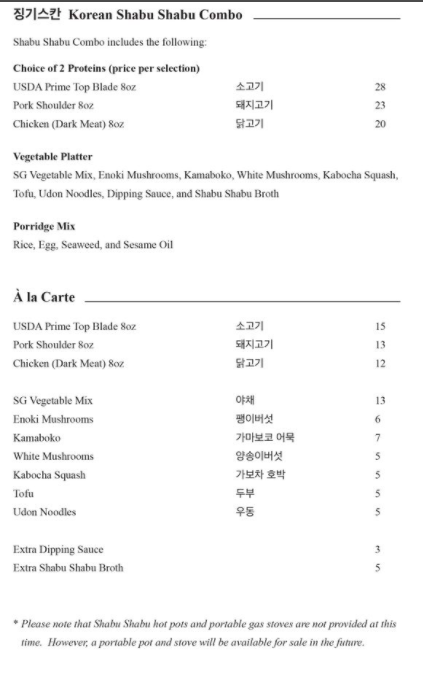 징기스칸 Korean Shabu Shabu Combo
Shabu Shabu Combo includes the following:
Choice of 2 Proteins (price per selection)
USDA Prime Top Blade 8oz 소고기 28
Pork Shoulder 8oz 돼지고기 23
Chicken (Dark Meat) 8oz 닭고기 20
Vegetable Platter
SG Vegetable Mix, Enoki Mushrooms, Kamaboko, White Mushrooms, Kabocha Squash,
Tofu, Udon Noodles, Dipping Sauce, and Shabu Shabu Broth
Porridge Mix
Rice, Egg, Seaweed, and Sesame Oil
À la Carte
USDA Prime Top Blade 8oz 소고기 15
Pork Shoulder 8oz 돼지고기 13
Chicken (Dark Meat) 8oz 닭고기 12
SG Vegetable Mix 야채 13
Enoki Mushrooms 팽이버섯 6
Kamaboko 가마보코 어묵 7
White Mushrooms 양송이버섯 5
Kabocha Squash 가보차 호박 5
Tofu 두부 5
Udon Noodles 우동 5
Extra Dipping Sauce 3
Extra Shabu Shabu Broth 5
* Please note that Shabu Shabu hot pots and portable gas stoves are not provided at this
time. However, a portable pot and stove will be available for sale in the future.